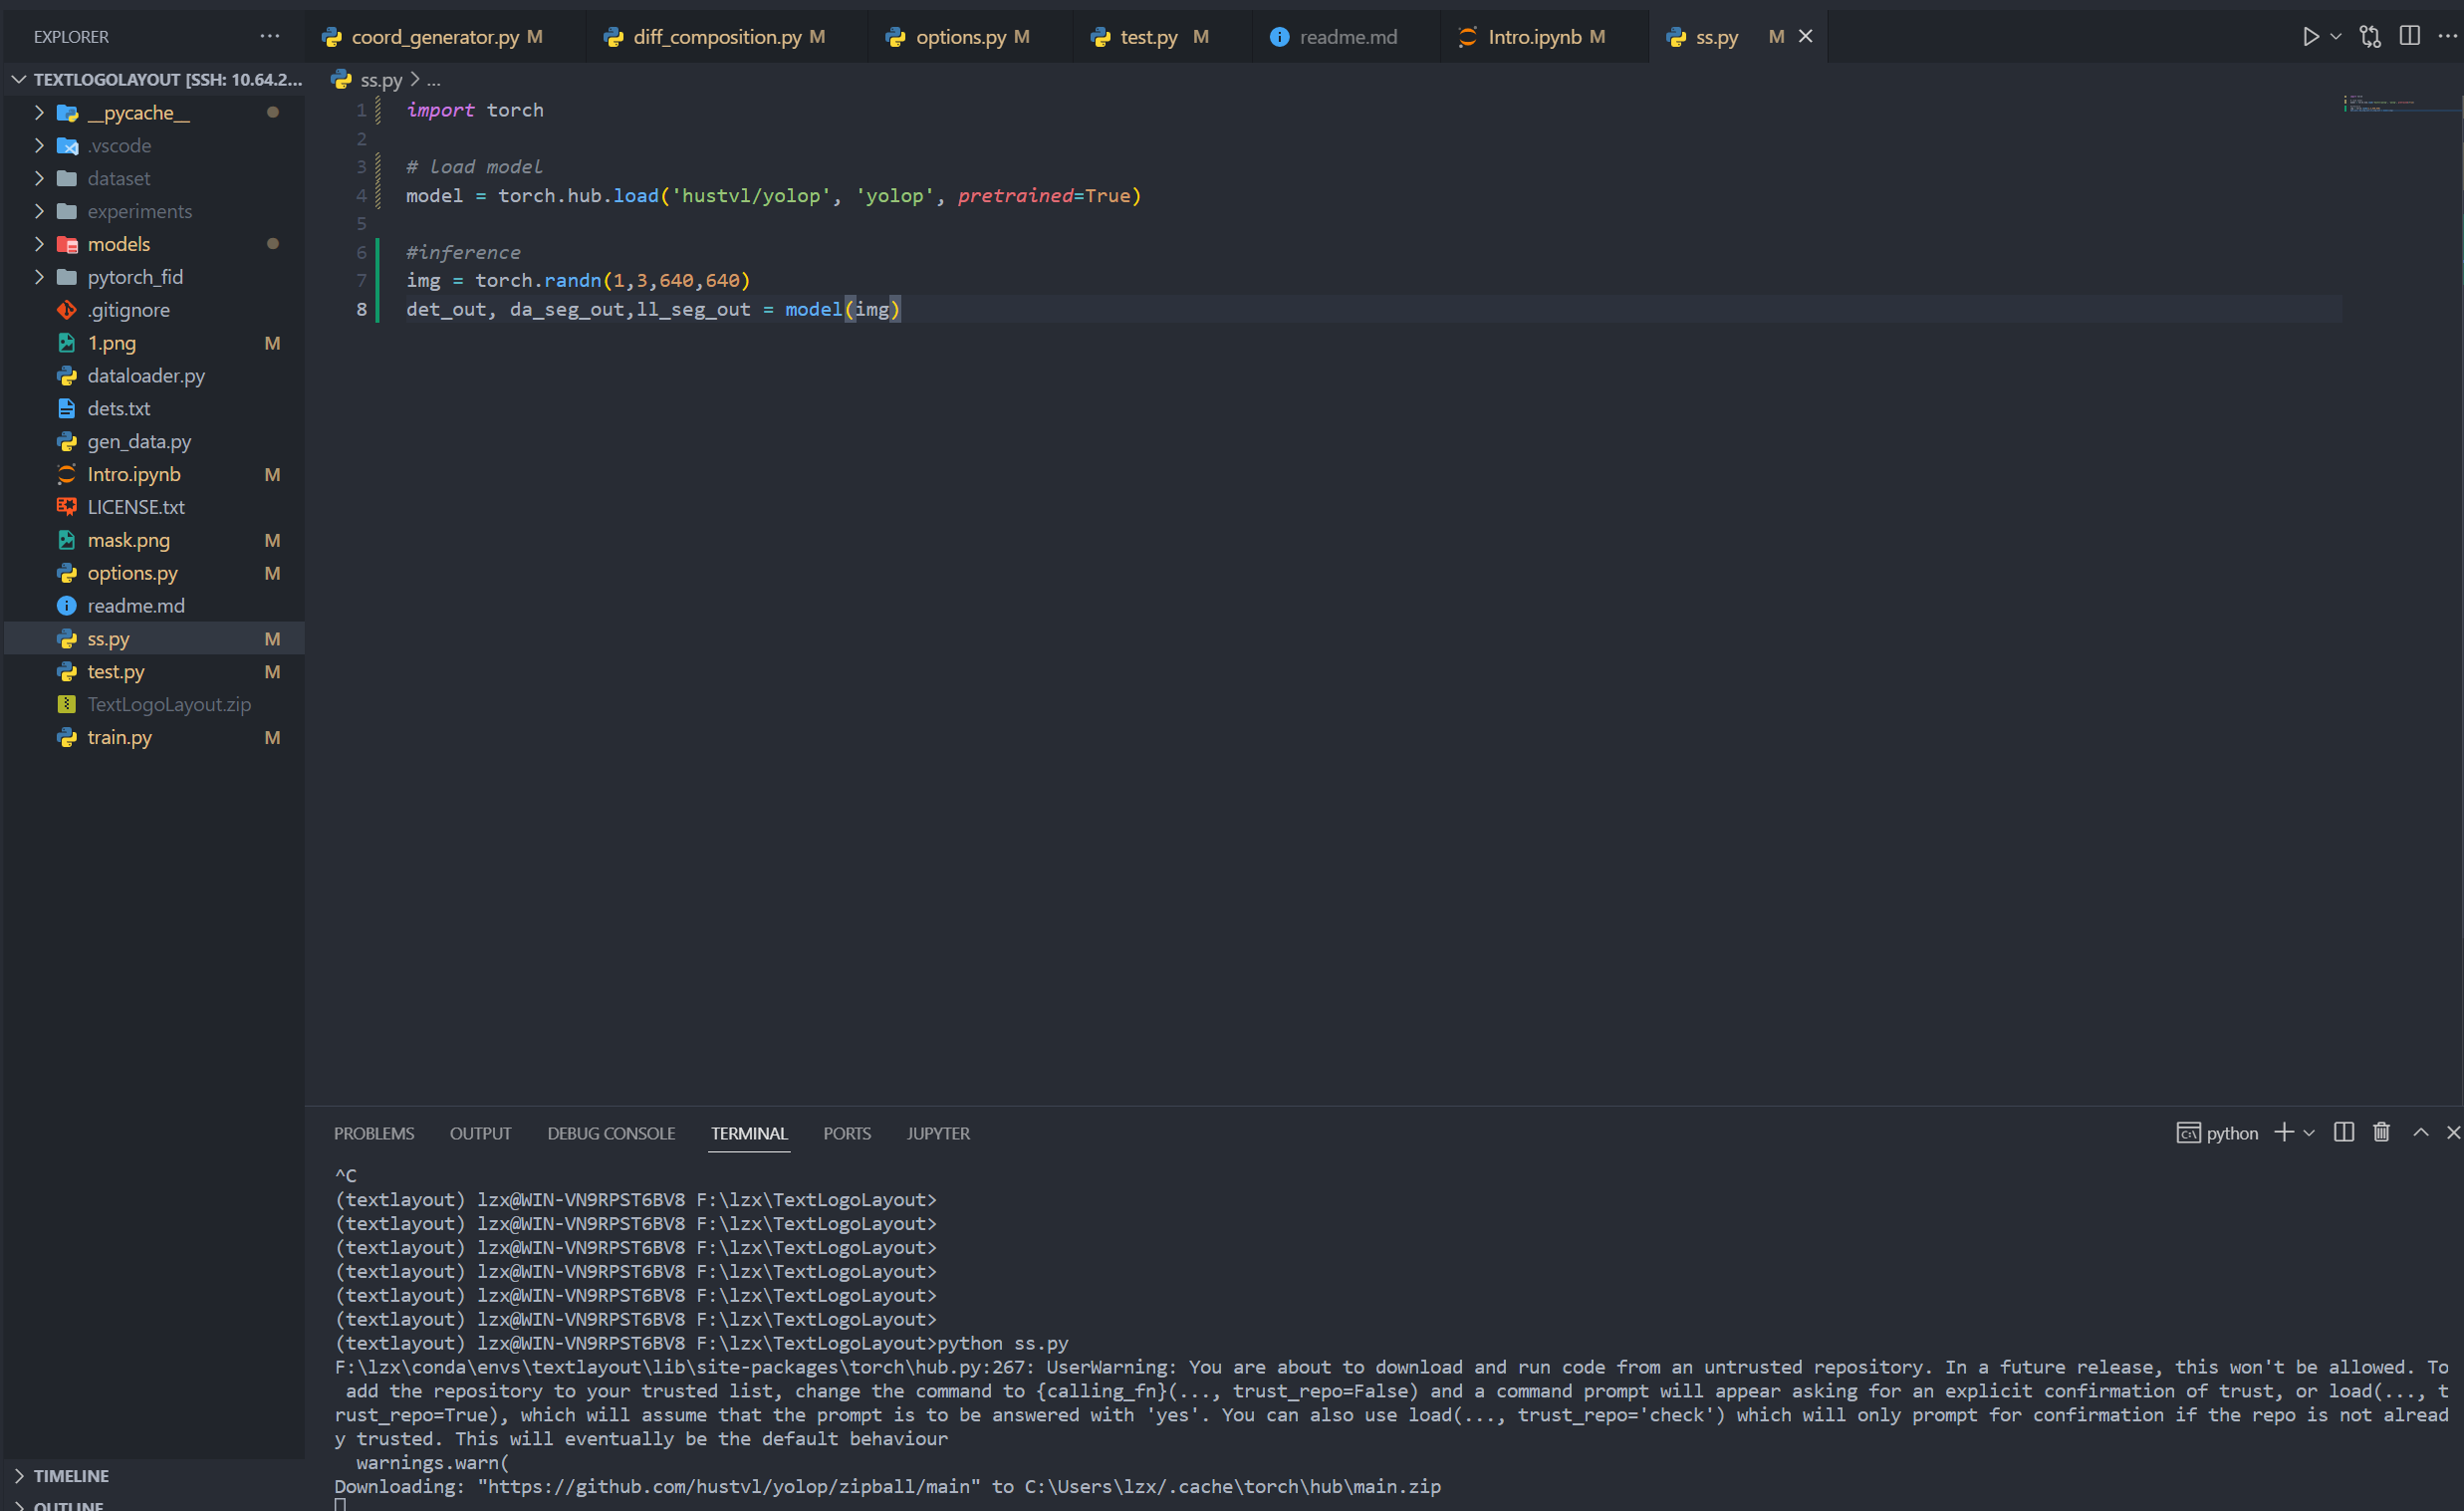 EXPLORER
coord_generator.py M
diff_composition.py M
options.py M
test.py M
readme.md
Intro.ipynb M
ss.py M
TEXTLOGOLAYOUT [SSH: 10.64.2...
__pycache__
.vscode
dataset
experiments
models
pytorch_fid
.gitignore
1.png M
dataloader.py
dets.txt
gen_data.py
Intro.ipynb M
LICENSE.txt
mask.png M
options.py M
readme.md
ss.py M
test.py M
TextLogoLayout.zip
train.py M
TIMELINE
OUTLINE
ss.py > ...
1 import torch
2
3 # load model
4 model = torch.hub.load('hustvl/yolop', 'yolop', pretrained=True)
5
6 #inference
7 img = torch.randn(1,3,640,640)
8 det_out, da_seg_out,ll_seg_out = model(img)
PROBLEMS OUTPUT DEBUG CONSOLE TERMINAL PORTS JUPYTER
python
^C
(textlayout) lzx@WIN-VN9RPST6BV8 F:\lzx\TextLogoLayout>
(textlayout) lzx@WIN-VN9RPST6BV8 F:\lzx\TextLogoLayout>
(textlayout) lzx@WIN-VN9RPST6BV8 F:\lzx\TextLogoLayout>
(textlayout) lzx@WIN-VN9RPST6BV8 F:\lzx\TextLogoLayout>
(textlayout) lzx@WIN-VN9RPST6BV8 F:\lzx\TextLogoLayout>
(textlayout) lzx@WIN-VN9RPST6BV8 F:\lzx\TextLogoLayout>
(textlayout) lzx@WIN-VN9RPST6BV8 F:\lzx\TextLogoLayout>python ss.py
F:\lzx\conda\envs\textlayout\lib\site-packages\torch\hub.py:267: UserWarning: You are about to download and run code from an untrusted repository. In a future release, this won't be allowed. To
 add the repository to your trusted list, change the command to {calling_fn}(..., trust_repo=False) and a command prompt will appear asking for an explicit confirmation of trust, or load(..., t
rust_repo=True), which will assume that the prompt is to be answered with 'yes'. You can also use load(..., trust_repo='check') which will only prompt for confirmation if the repo is not alread
y trusted. This will eventually be the default behaviour
  warnings.warn(
Downloading: "https://github.com/hustvl/yolop/zipball/main" to C:\Users\lzx/.cache\torch\hub\main.zip